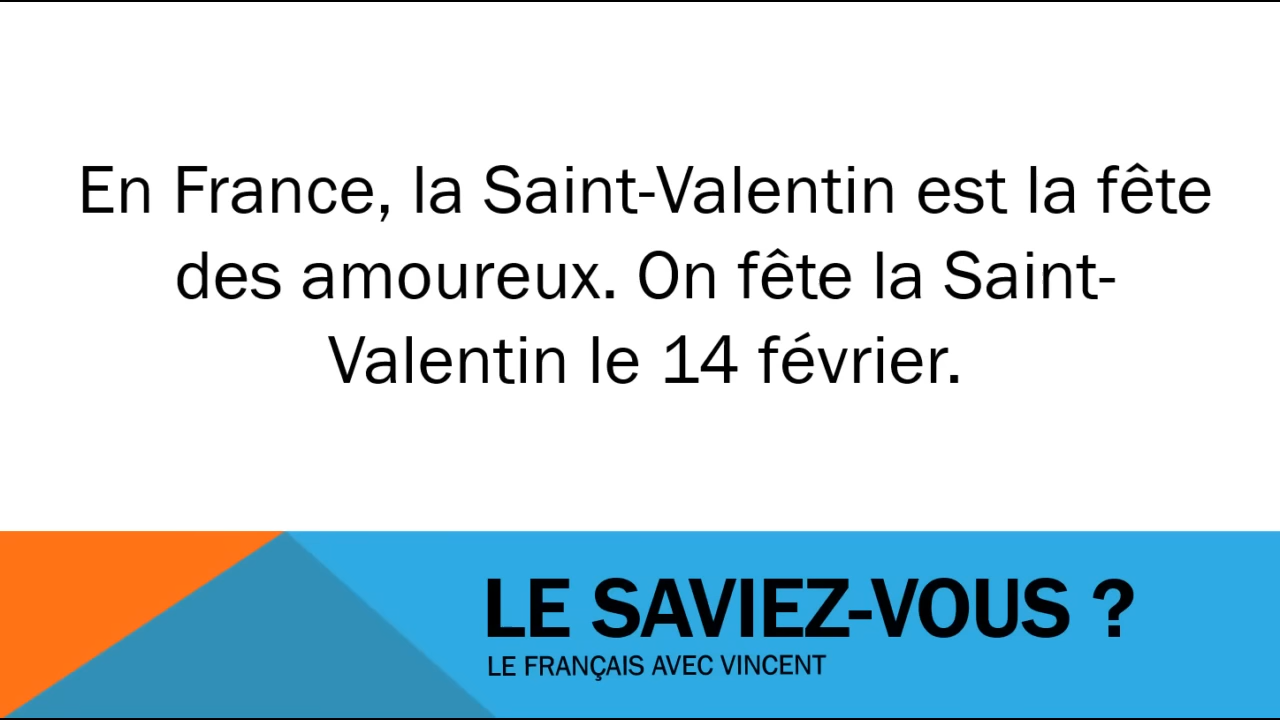 En France, la Saint-Valentin est la fête
des amoureux. On fête la Saint-
Valentin le 14 février.
LE SAVIEZ-VOUS ?
LE FRANÇAIS AVEC VINCENT